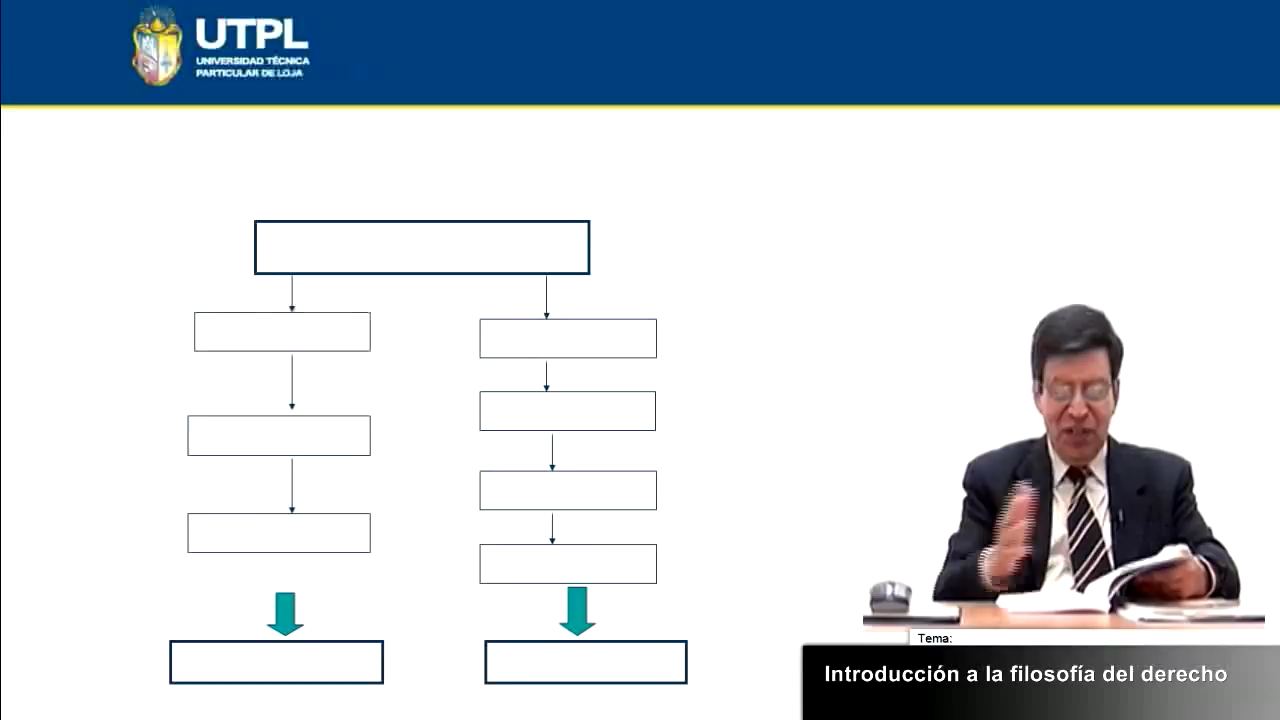 UTPL
UNIVERSIDAD TÉCNICA
PARTICULAR DE LOJA
Tema:
Introducción a la filosofía del derecho